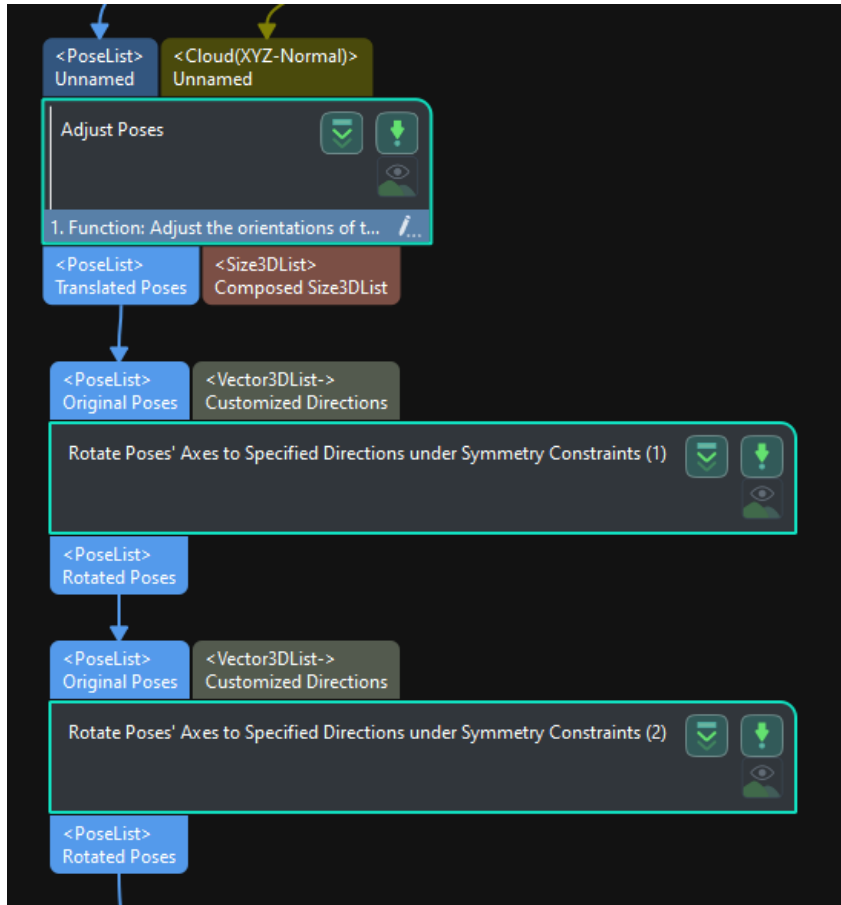 <PoseList>
Unnamed
<Cloud(XYZ-Normal)>
Unnamed
Adjust Poses
1. Function: Adjust the orientations of t...
<PoseList>
Translated Poses
<Size3DList>
Composed Size3DList
<PoseList>
Original Poses
<Vector3DList->
Customized Directions
Rotate Poses' Axes to Specified Directions under Symmetry Constraints (1)
<PoseList>
Rotated Poses
<PoseList>
Original Poses
<Vector3DList->
Customized Directions
Rotate Poses' Axes to Specified Directions under Symmetry Constraints (2)
<PoseList>
Rotated Poses